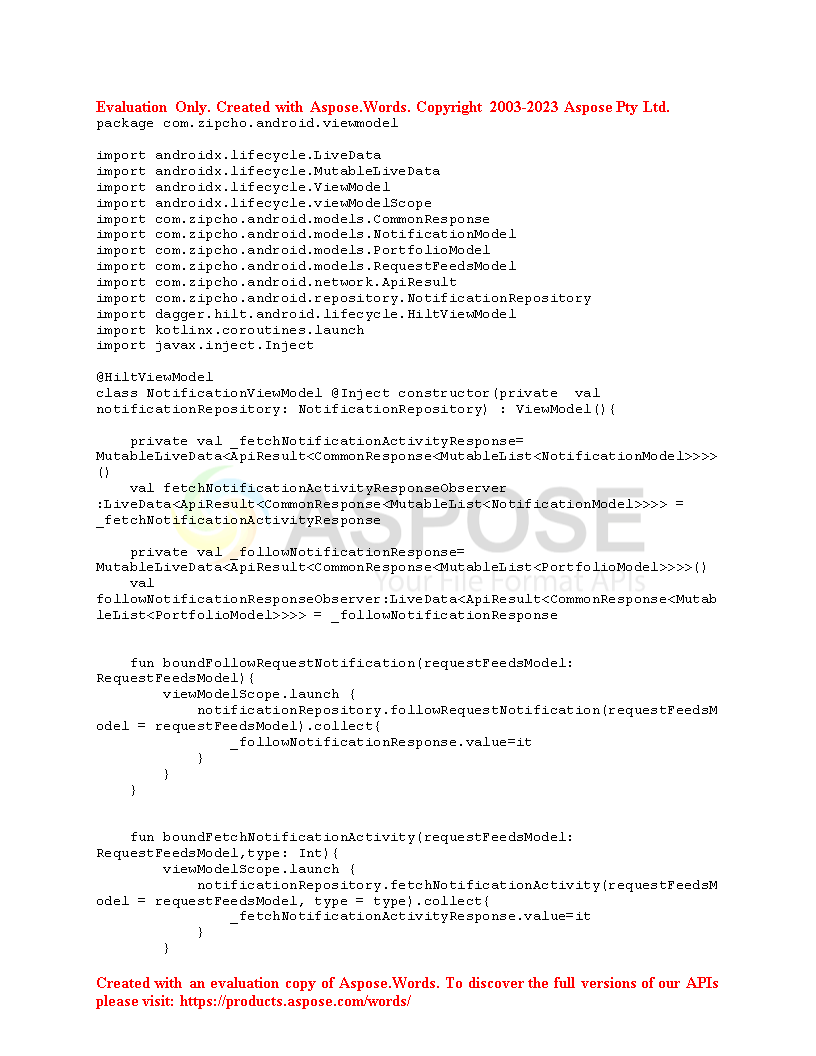 Evaluation Only. Created with Aspose.Words. Copyright 2003-2023 Aspose Pty Ltd.
package com.zipcho.android.viewmodel
import androidx.lifecycle.LiveData
import androidx.lifecycle.MutableLiveData
import androidx.lifecycle.ViewModel
import androidx.lifecycle.viewModelScope
import com.zipcho.android.models.CommonResponse
import com.zipcho.android.models.NotificationModel
import com.zipcho.android.models.PortfolioModel
import com.zipcho.android.models.RequestFeedsModel
import com.zipcho.android.network.ApiResult
import com.zipcho.android.repository.NotificationRepository
import dagger.hilt.android.lifecycle.HiltViewModel
import kotlinx.coroutines.launch
import javax.inject.Inject
@HiltViewModel
class NotificationViewModel @Inject constructor(private  val
notificationRepository: NotificationRepository) : ViewModel(){
    private val _fetchNotificationActivityResponse=
MutableLiveData<ApiResult<CommonResponse<MutableList<NotificationModel>>>>
()
    val fetchNotificationActivityResponseObserver
:LiveData<ApiResult<CommonResponse<MutableList<NotificationModel>>>> =
_fetchNotificationActivityResponse
ASPOSE
    private val _followNotificationResponse=
MutableLiveData<ApiResult<CommonResponse<MutableList<PortfolioModel>>>>()
Your File Format APIs
    val
followNotificationResponseObserver:LiveData<ApiResult<CommonResponse<Mutab
leList<PortfolioModel>>>> = _followNotificationResponse
    fun boundFollowRequestNotification(requestFeedsModel:
RequestFeedsModel){
        viewModelScope.launch {
            notificationRepository.followRequestNotification(requestFeedsM
odel = requestFeedsModel).collect{
                _followNotificationResponse.value=it
            }
        }
    }
    fun boundFetchNotificationActivity(requestFeedsModel:
RequestFeedsModel,type: Int){
        viewModelScope.launch {
            notificationRepository.fetchNotificationActivity(requestFeedsM
odel = requestFeedsModel, type = type).collect{
                _fetchNotificationActivityResponse.value=it
            }
        }
Created with an evaluation copy of Aspose.Words. To discover the full versions of our APIs
please visit: https://products.aspose.com/words/